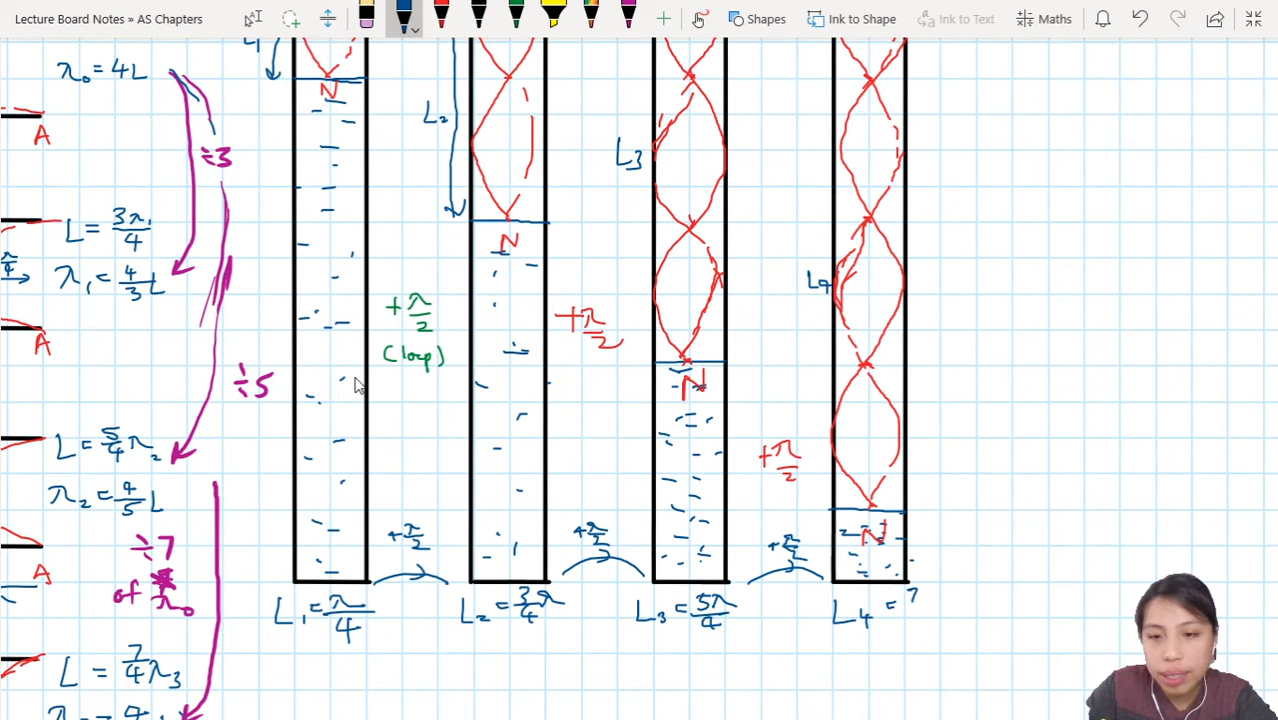 Lecture Board Notes » AS Chapters
Shapes
Ink to Shape
Ink to Text
Maths
λ₀ = 4L
A
÷3
L = 3λ₁/4
λ₁ = 4/3 L
A
÷5
L = 5/4 λ₂
λ₂ = 4/5 L
A
÷7
of λ₀
L = 7/4 λ₃
N
L₂
N
L₃
N
L₄
N
+λ/2
(loop)
+λ/2
+λ/2
+λ/2
+λ/2
+λ/2
L₁ = λ/4
L₂ = 3/4 λ
L₃ = 5λ/4
L₄ = 7